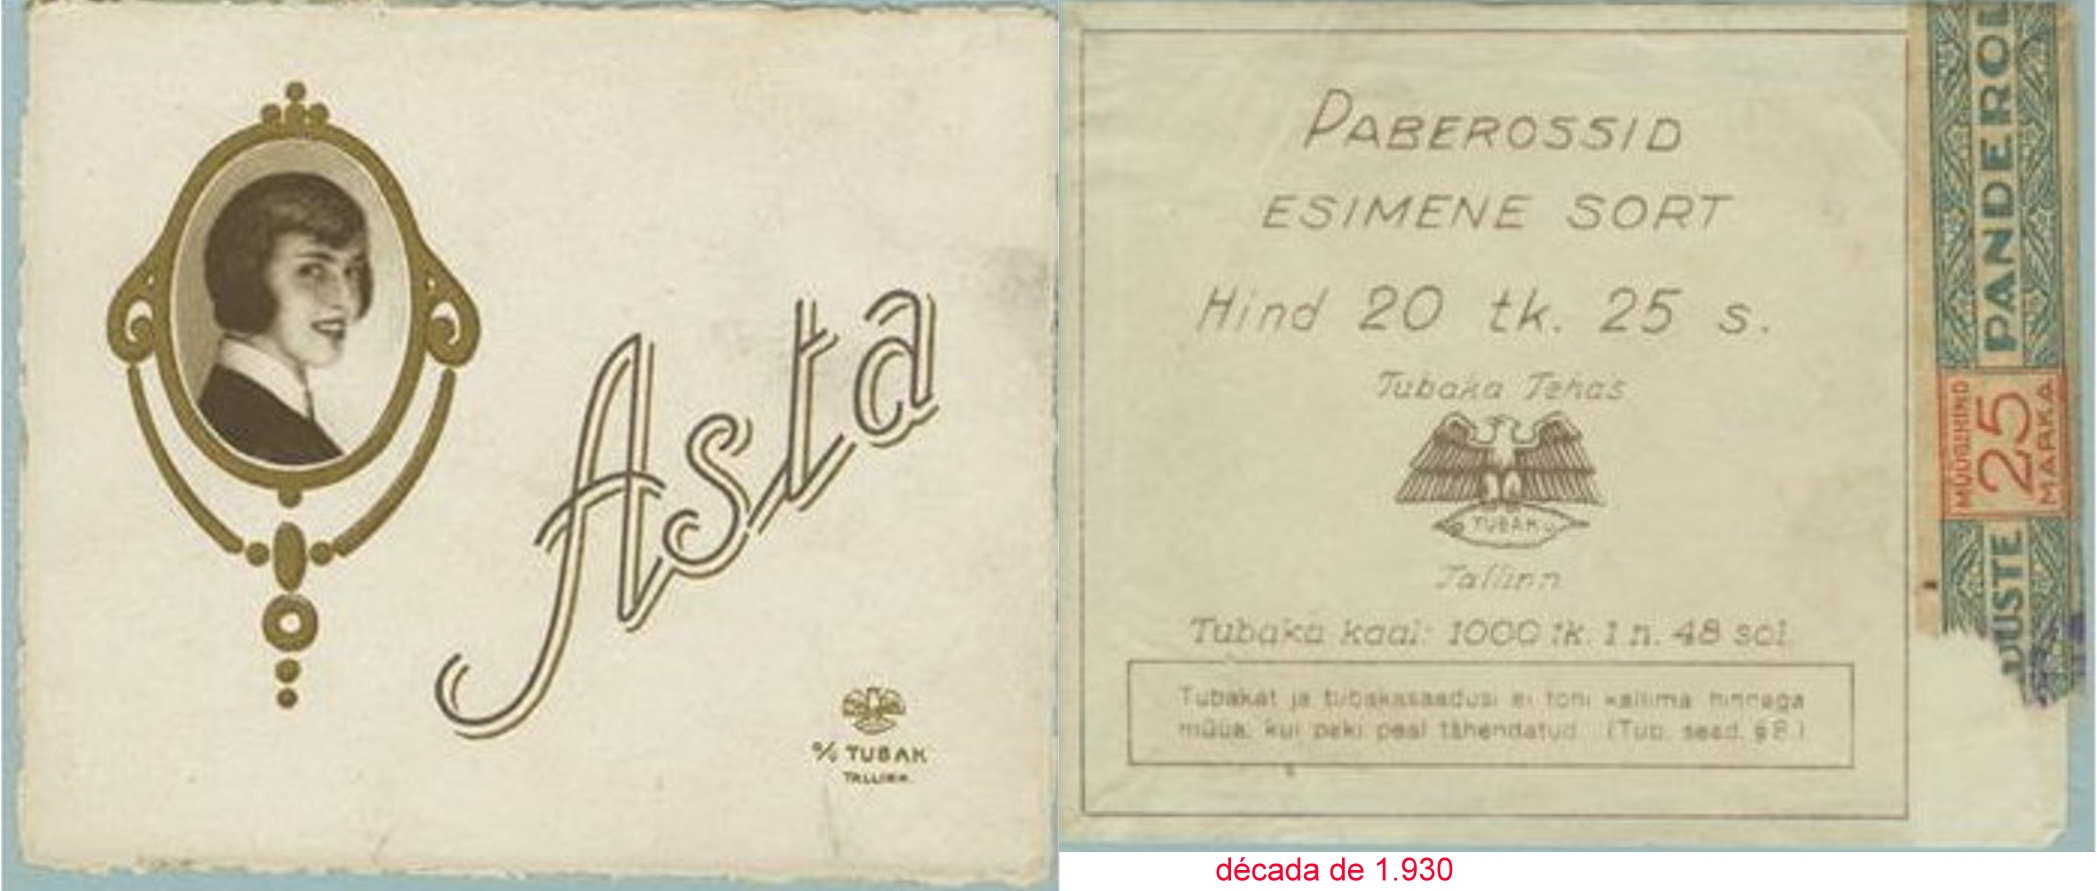 Asta
O/Ü TUBAK
TALLINN.
PABEROSSID
ESIMENE SORT
Hind 20 tk. 25 s.
Tubaka Tehas
TUBAK
Tallinn
Tubaka kaal: 1000 tk. 1 n. 48 sol.
Tubakat ja tubakasaadusi ei tohi kallima hinnaga
müüa, kui paki peal tähendatud. (Tub. sead. § 8.)
PANDEROL
MÜÜGIHIND
25
MARKA
década de 1.930